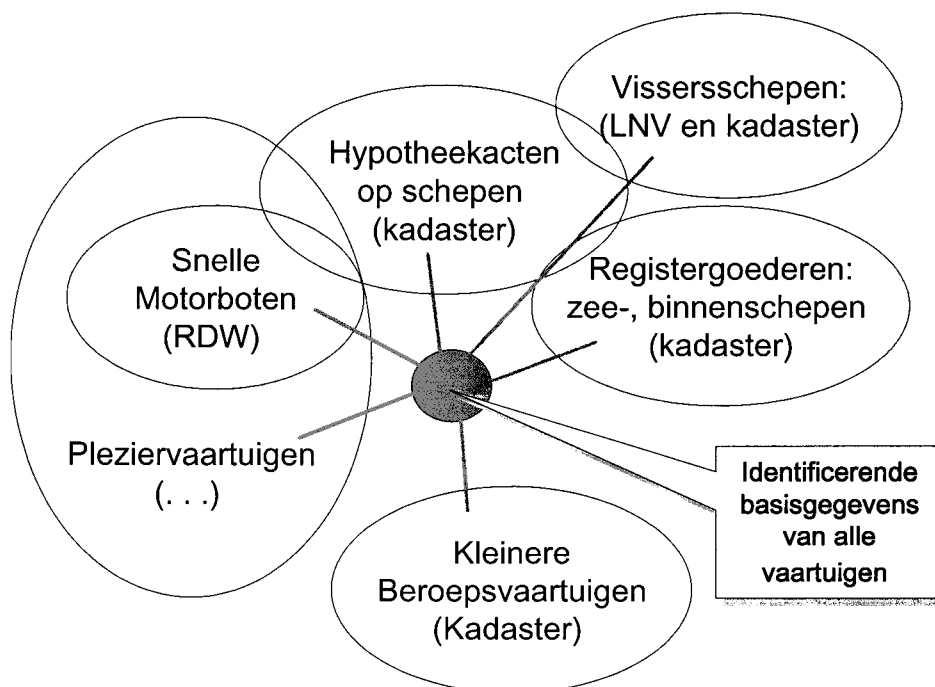 Vissersschepen:
(LNV en kadaster)
Hypotheekacten
op schepen
(kadaster)
Snelle
Motorboten
(RDW)
Registergoederen:
zee-, binnenschepen
(kadaster)
Pleziervaartuigen
(. . .)
Identificerende
basisgegevens
van alle
vaartuigen
Kleinere
Beroepsvaartuigen
(Kadaster)